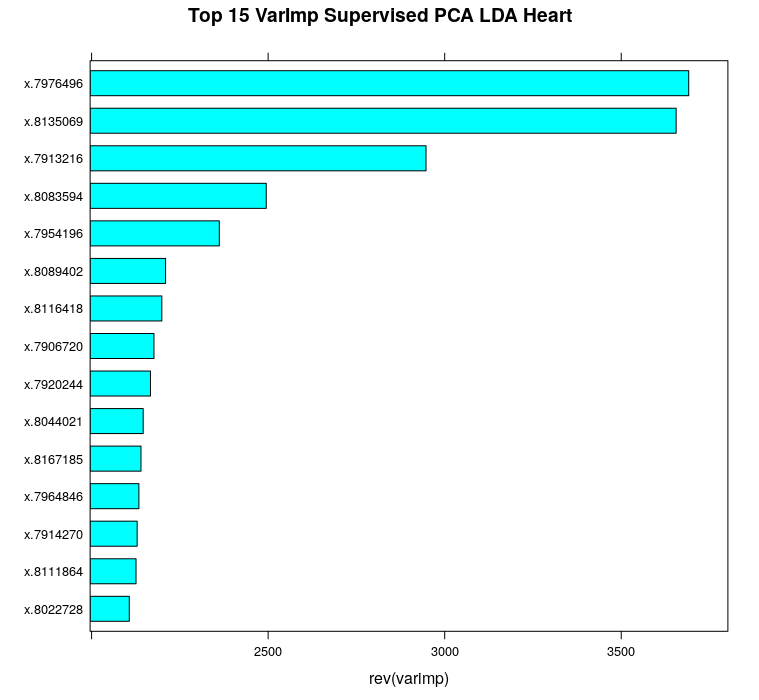 Top 15 VarImp Supervised PCA LDA Heart
x.7976496
x.8135069
x.7913216
x.8083594
x.7954196
x.8089402
x.8116418
x.7906720
x.7920244
x.8044021
x.8167185
x.7964846
x.7914270
x.8111864
x.8022728
2500 3000 3500
rev(varImp)